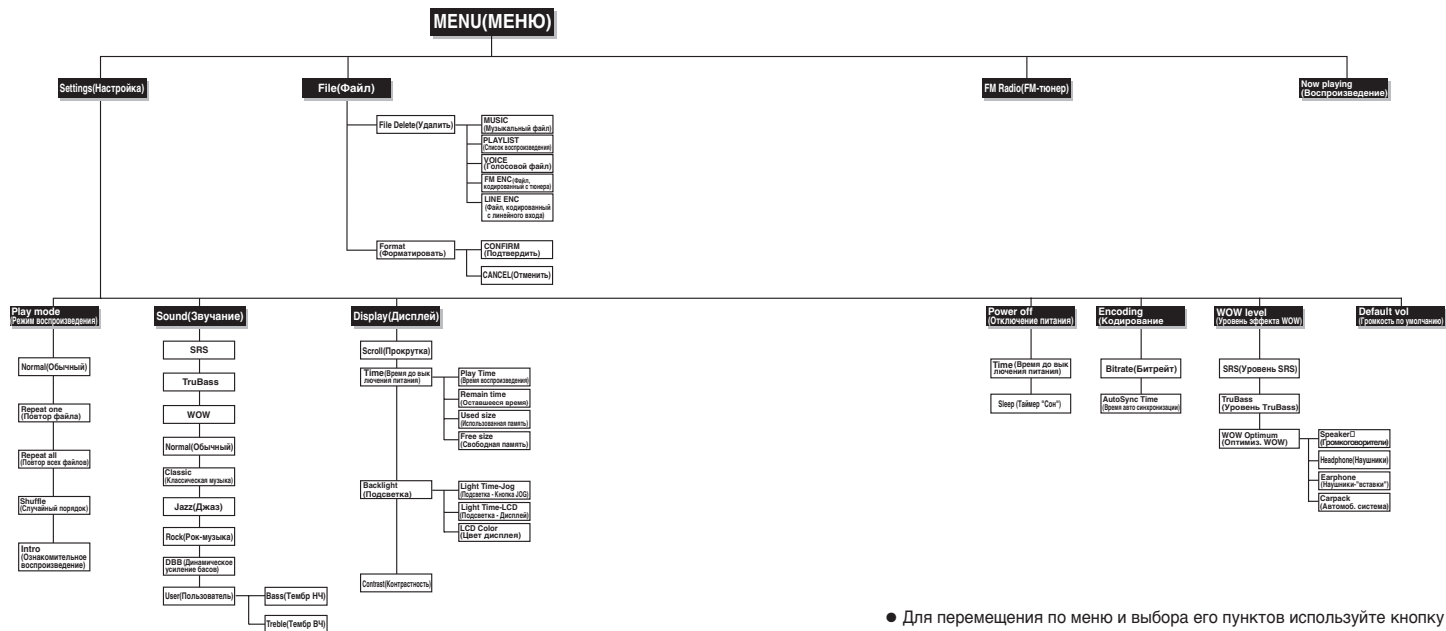 MENU(МЕНЮ)
Settings(Настройка)
File(Файл)
FM Radio(FM-тюнер)
Now playing
(Воспроизведение)
File Delete(Удалить)
MUSIC
(Музыкальный файл)
PLAYLIST
(Список воспроизведения)
VOICE
(Голосовой файл)
FM ENC(Файл,
кодированный с тюнера)
LINE ENC
(Файл, кодированный
с линейного входа)
Format
(Форматировать)
CONFIRM
(Подтвердить)
CANCEL(Отменить)
Play mode
(Режим воспроизведения)
Normal(Обычный)
Repeat one
(Повтор файла)
Repeat all
(Повтор всех файлов)
Shuffle
(Случайный порядок)
Intro
(Ознакомительное
воспроизведение)
Sound(Звучание)
SRS
TruBass
WOW
Normal(Обычный)
Classic
(Классическая музыка)
Jazz(Джаз)
Rock(Рок-музыка)
DBB(Динамическое
усиление басов)
User(Пользователь)
Bass(Тембр НЧ)
Treble(Тембр ВЧ)
Display(Дисплей)
Scroll(Прокрутка)
Time(Время до вык
лючения питания)
Play Time
(Время воспроизведения)
Remain time
(Оставшееся время)
Used size
(Использованная память)
Free size
(Свободная память)
Backlight
(Подсветка)
Light Time-Jog
(Подсветка - Кнопка JOG)
Light Time-LCD
(Подсветка - Дисплей)
LCD Color
(Цвет дисплея)
Contrast(Контрастность)
Power off
(Отключение питания)
Time(Время до вык
лючения питания)
Sleep (Таймер "Сон")
Encoding
(Кодирование
Bitrate(Битрейт)
AutoSync Time
(Время авто синхронизации)
WOW level
(Уровень эффекта WOW)
SRS(Уровень SRS)
TruBass
(Уровень TruBass)
WOW Optimum
(Оптимиз. WOW)
Speaker□
(Громкоговорители)
Headphone(Наушники)
Earphone
(Наушники-"вставки")
Carpack
(Автомоб. система)
Default vol
(Громкость по умолчанию)
● Для перемещения по меню и выбора его пунктов используйте кнопку